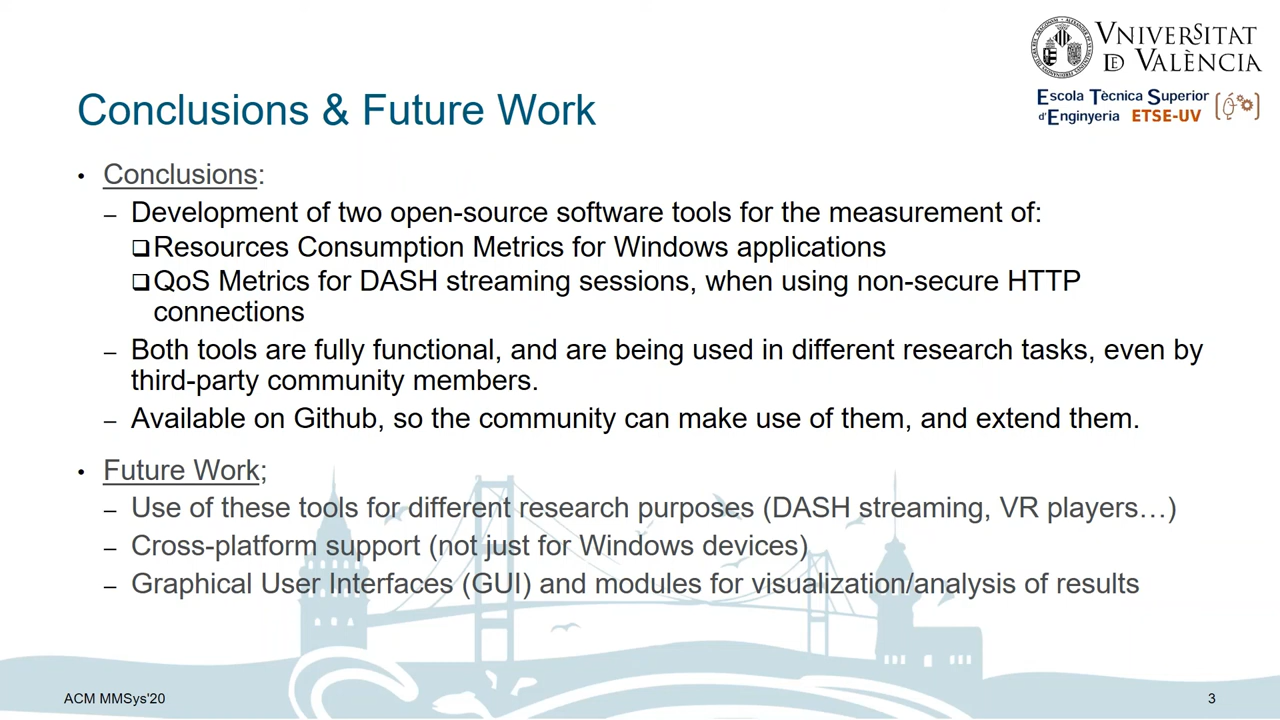 VNIVERSITAT
DE VALÈNCIA
Escola Tècnica Superior
d'Enginyeria ETSE-UV
Conclusions & Future Work
• Conclusions:
– Development of two open-source software tools for the measurement of:
❑Resources Consumption Metrics for Windows applications
❑QoS Metrics for DASH streaming sessions, when using non-secure HTTP
connections
– Both tools are fully functional, and are being used in different research tasks, even by
third-party community members.
– Available on Github, so the community can make use of them, and extend them.
• Future Work;
– Use of these tools for different research purposes (DASH streaming, VR players…)
– Cross-platform support (not just for Windows devices)
– Graphical User Interfaces (GUI) and modules for visualization/analysis of results
ACM MMSys'20
3